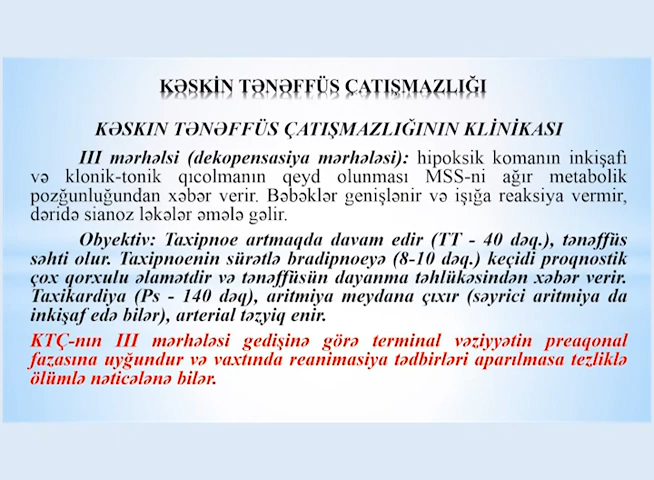 KƏSKİN TƏNƏFFÜS ÇATIŞMAZLIĞI
KƏSKIN TƏNƏFFÜS ÇATIŞMAZLIĞININ KLİNİKASI
III mərhəlsi (dekopensasiya mərhələsi): hipoksik komanın inkişafı
və klonik-tonik qıcolmanın qeyd olunması MSS-ni ağır metabolik
pozğunluğundan xəbər verir. Bəbəklər genişlənir və işığa reaksiya vermir,
dəridə sianoz ləkələr əmələ gəlir.
Obyektiv: Taxipnoe artmaqda davam edir (TT - 40 dəq.), tənəffüs
səhti olur. Taxipnoenin sürətlə bradipnoeyə (8-10 dəq.) keçidi proqnostik
çox qorxulu əlamətdir və tənəffüsün dayanma təhlükəsindən xəbər verir.
Taxikardiya (Ps - 140 dəq), aritmiya meydana çıxır (səyrici aritmiya da
inkişaf edə bilər), arterial təzyiq enir.
KTÇ-nın III mərhələsi gedişinə görə terminal vəziyyətin preaqonal
fazasına uyğundur və vaxtında reanimasiya tədbirləri aparılmasa tezliklə
ölümlə nəticələnə bilər.